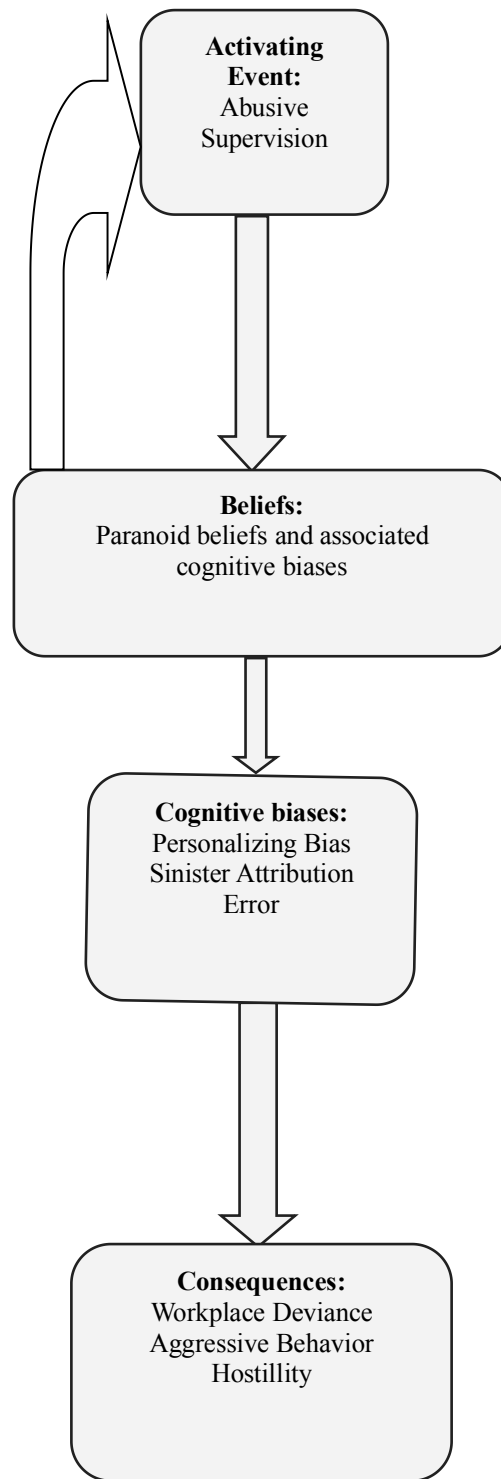 Activating
Event:
Abusive
Supervision
Beliefs:
Paranoid beliefs and associated
cognitive biases
Cognitive biases:
Personalizing Bias
Sinister Attribution
Error
Consequences:
Workplace Deviance
Aggressive Behavior
Hostillity